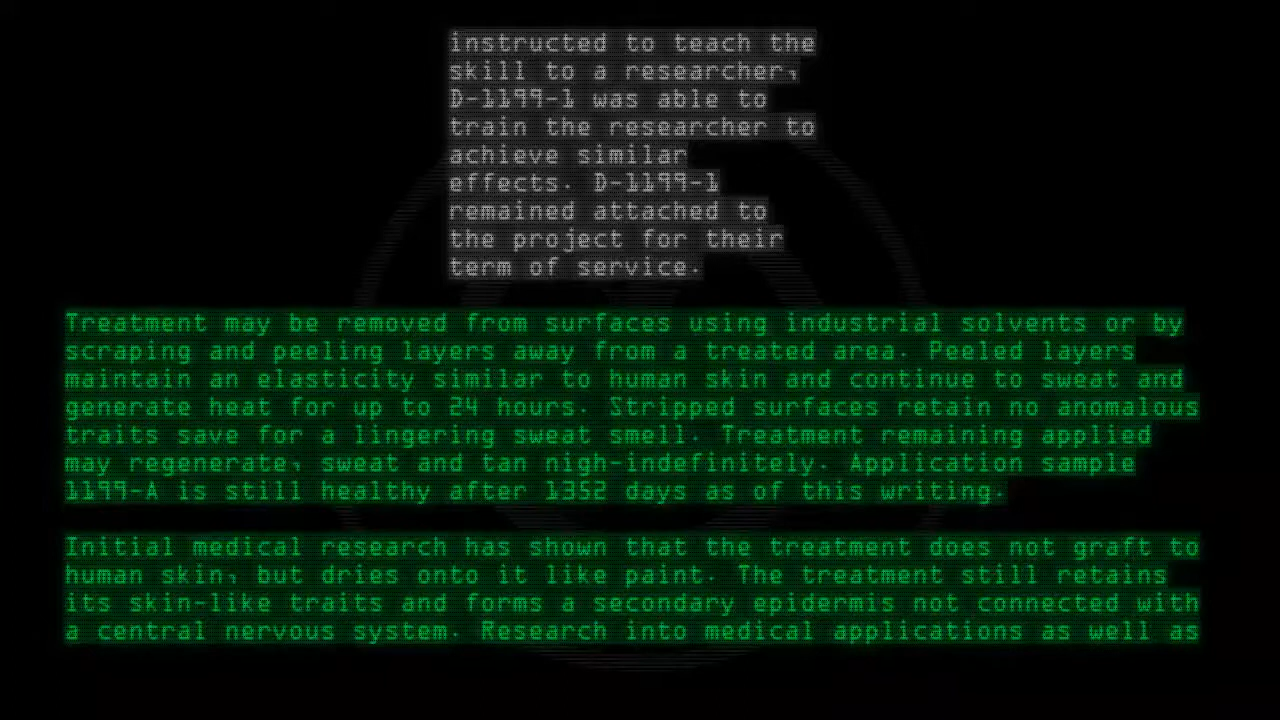 instructed to teach the
skill to a researcher,
D-1199-1 was able to
train the researcher to
achieve similar
effects. D-1199-1
remained attached to
the project for their
term of service.
Treatment may be removed from surfaces using industrial solvents or by
scraping and peeling layers away from a treated area. Peeled layers
maintain an elasticity similar to human skin and continue to sweat and
generate heat for up to 24 hours. Stripped surfaces retain no anomalous
traits save for a lingering sweat smell. Treatment remaining applied
may regenerate, sweat and tan nigh-indefinitely. Application sample
1199-A is still healthy after 1352 days as of this writing.
Initial medical research has shown that the treatment does not graft to
human skin, but dries onto it like paint. The treatment still retains
its skin-like traits and forms a secondary epidermis not connected with
a central nervous system. Research into medical applications as well as